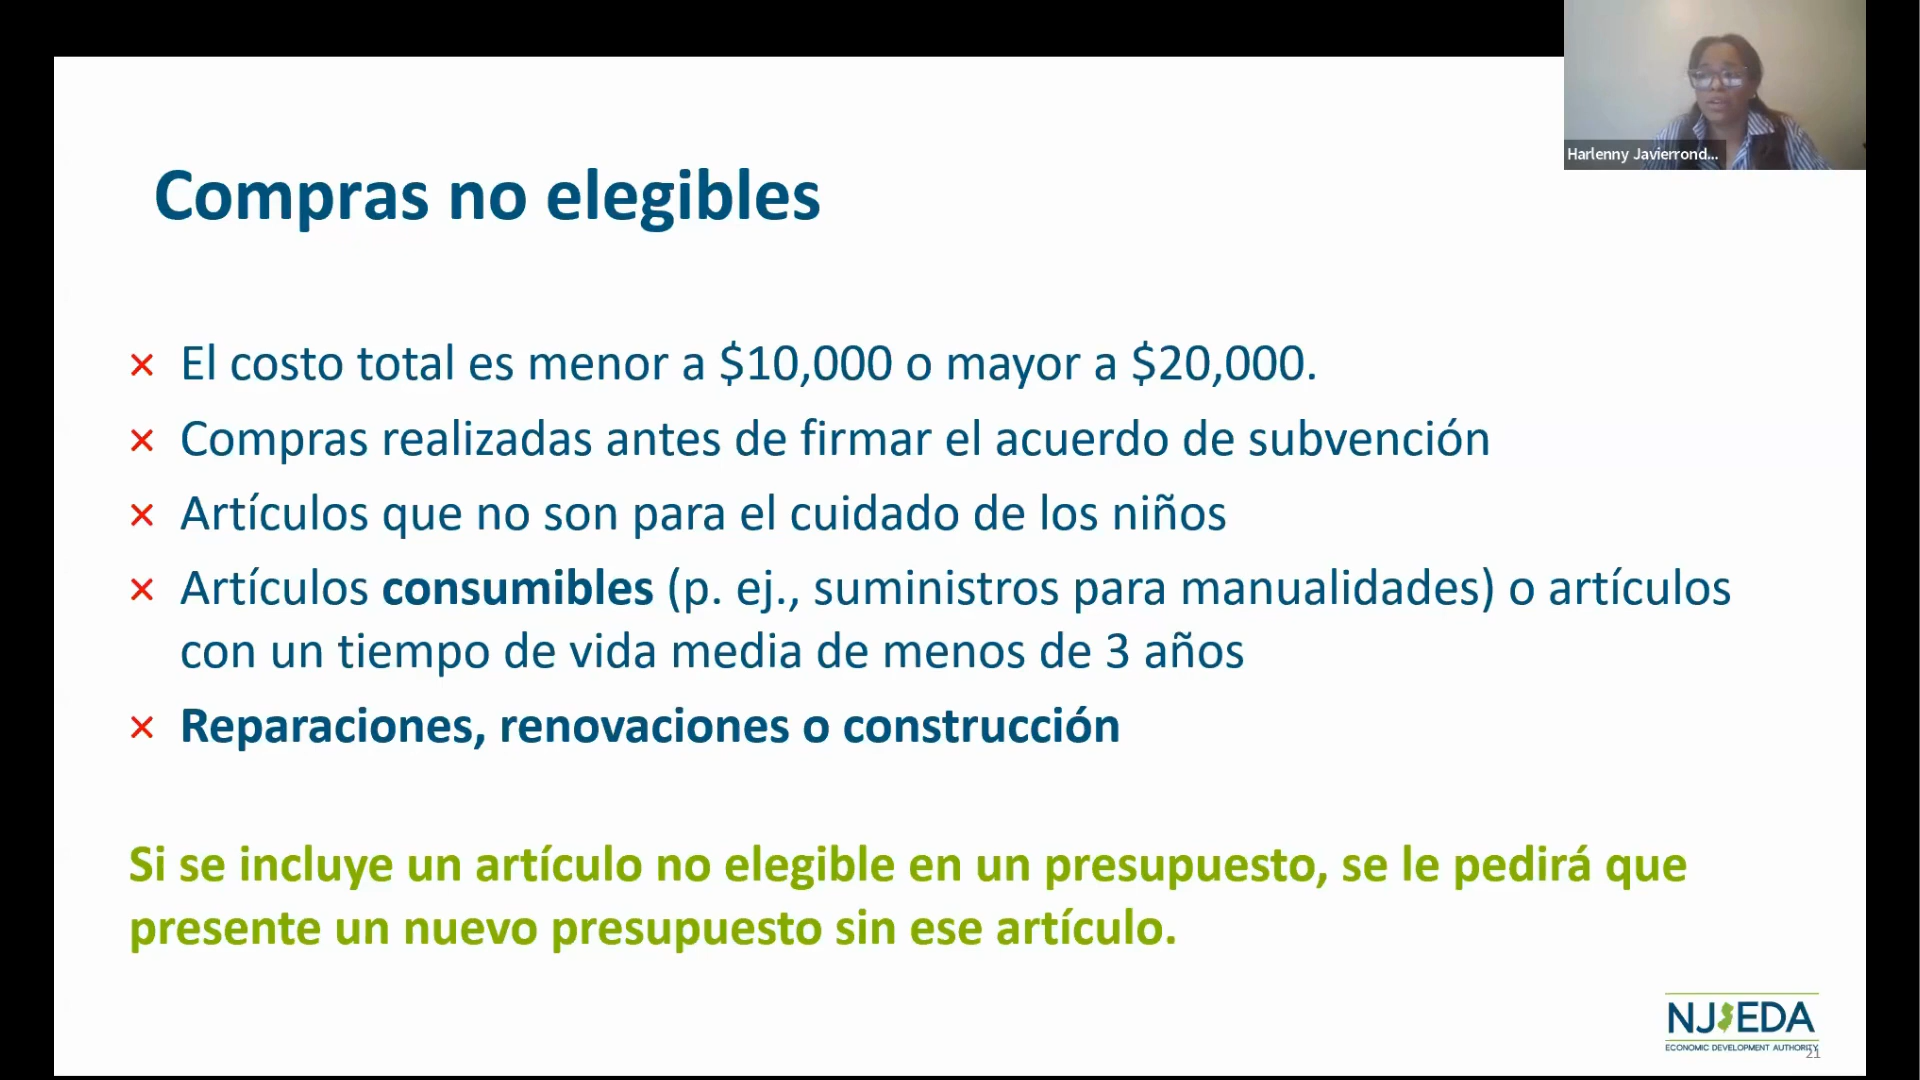 Harlenny Javierrond...
Compras no elegibles
× El costo total es menor a $10,000 o mayor a $20,000.
× Compras realizadas antes de firmar el acuerdo de subvención
× Artículos que no son para el cuidado de los niños
× Artículos consumibles (p. ej., suministros para manualidades) o artículos
con un tiempo de vida media de menos de 3 años
× Reparaciones, renovaciones o construcción
Si se incluye un artículo no elegible en un presupuesto, se le pedirá que
presente un nuevo presupuesto sin ese artículo.
NJEDA
ECONOMIC DEVELOPMENT AUTHORITY
21